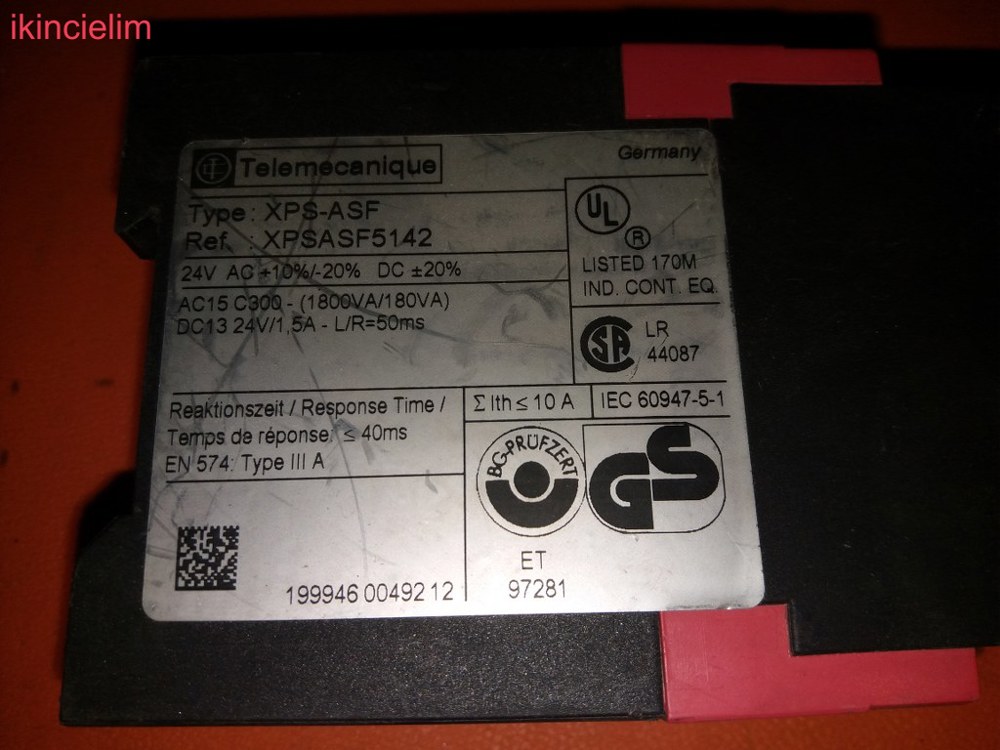 ikincielim
Telemecanique
Germany
Type : XPS-ASF
Ref. : XPSASF5142
24V AC +10%/-20% DC ±20%
AC15 C300 - (1800VA/180VA)
DC13 24V/1,5A - L/R=50ms
UL
®
LISTED 170M
IND. CONT. EQ.
CSA
LR
44087
Reaktionszeit / Response Time /
Temps de réponse: ≤ 40ms
EN 574: Type III A
Σ Ith ≤ 10 A
IEC 60947-5-1
BG-PRÜFZERT
GS
ET
97281
199946 0049212